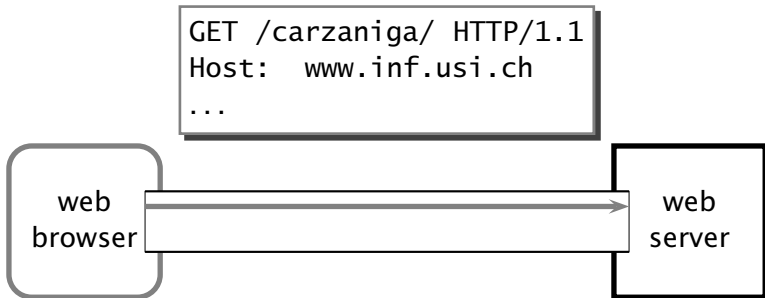 GET /carzaniga/ HTTP/1.1
Host:  www.inf.usi.ch
...
web
browser
web
server